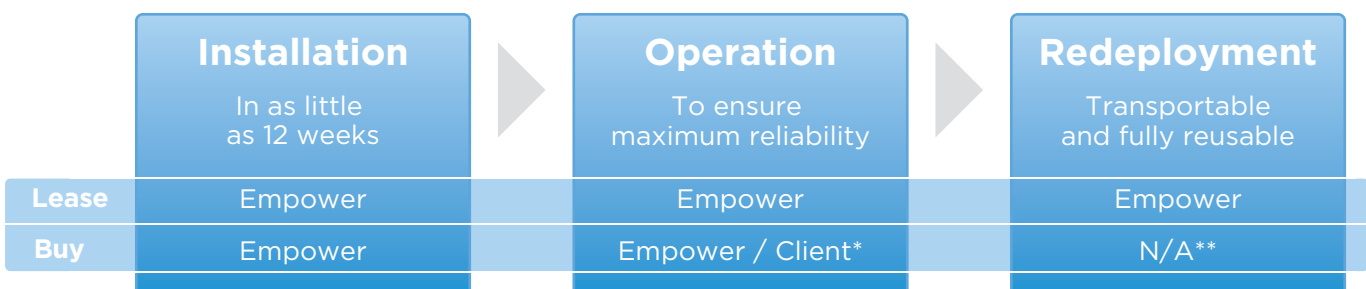 Installation
In as little
as 12 weeks
Operation
To ensure
maximum reliability
Redeployment
Transportable
and fully reusable
Lease Empower Empower Empower
Buy Empower Empower / Client* N/A**